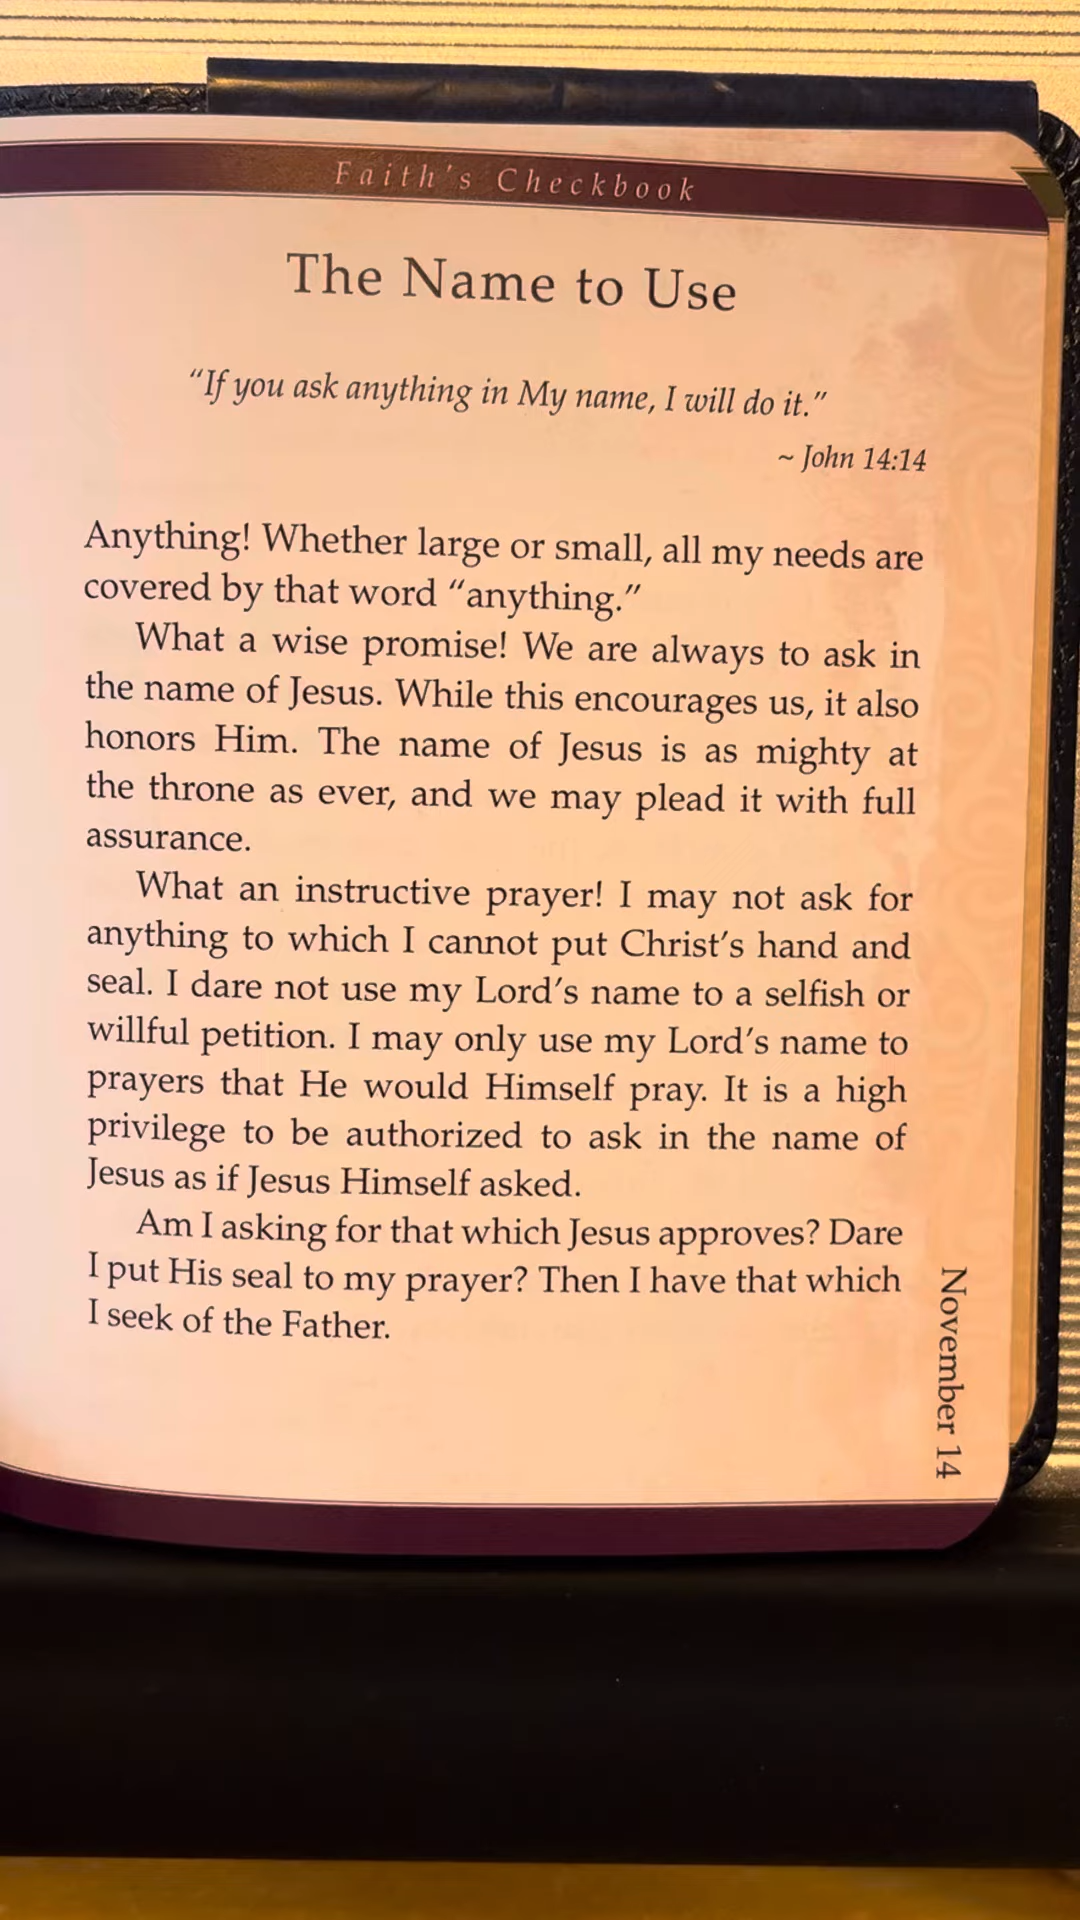 Faith's Checkbook
The Name to Use
“If you ask anything in My name, I will do it.”
~ John 14:14
Anything! Whether large or small, all my needs are
covered by that word “anything.”
What a wise promise! We are always to ask in
the name of Jesus. While this encourages us, it also
honors Him. The name of Jesus is as mighty at
the throne as ever, and we may plead it with full
assurance.
What an instructive prayer! I may not ask for
anything to which I cannot put Christ’s hand and
seal. I dare not use my Lord’s name to a selfish or
willful petition. I may only use my Lord’s name to
prayers that He would Himself pray. It is a high
privilege to be authorized to ask in the name of
Jesus as if Jesus Himself asked.
Am I asking for that which Jesus approves? Dare
I put His seal to my prayer? Then I have that which
I seek of the Father.
November 14